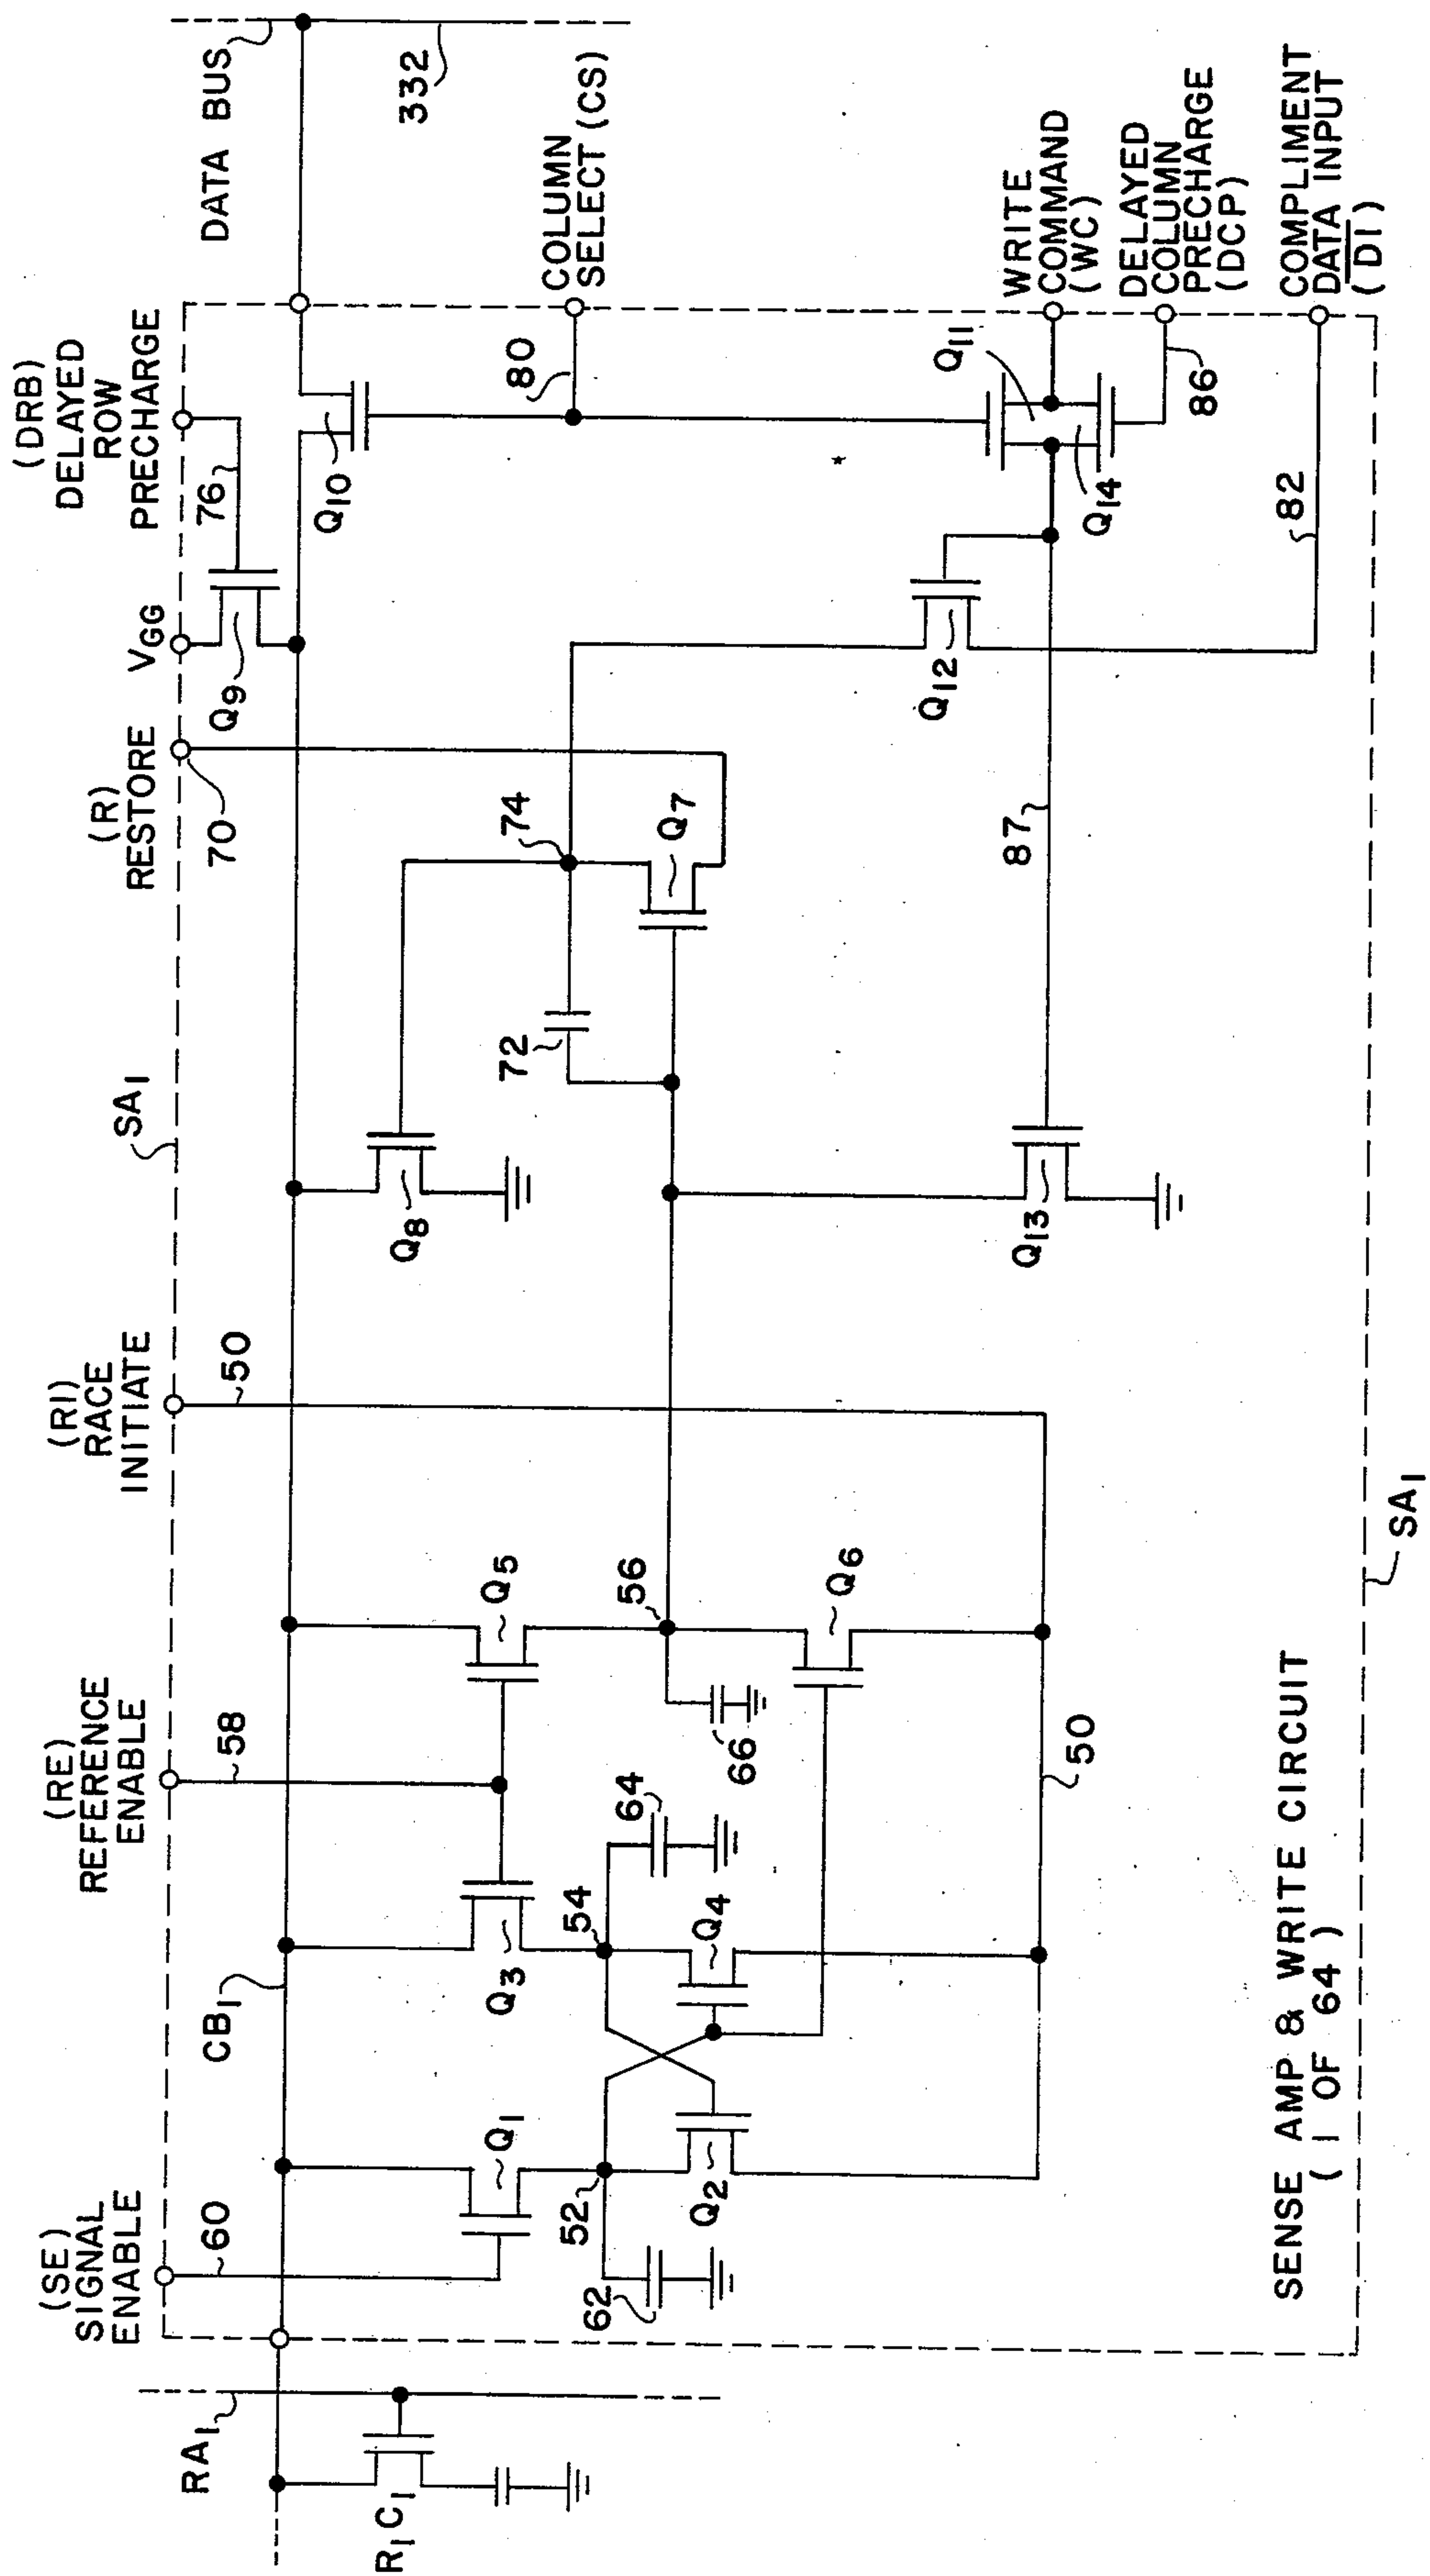 (SE)
SIGNAL
ENABLE
(RE)
REFERENCE
ENABLE
(RI)
RACE
INITIATE
(R)
RESTORE
VGG
(DRB)
DELAYED
ROW
PRECHARGE
DATA BUS
332
RA1
R1C1
CB1
SA1
60
58
50
70
76
Q9
Q1
Q3
Q5
Q8
Q10
52
62
54
64
56
66
72
74
Q7
80
COLUMN
SELECT (CS)
Q2
Q4
Q6
50
Q13
87
Q12
Q11
Q14
WRITE
COMMAND
(WC)
86
DELAYED
COLUMN
PRECHARGE
(DCP)
82
COMPLIMENT
DATA INPUT
(D̅I̅)
SENSE AMP & WRITE CIRCUIT
( 1 OF 64 )
SA1